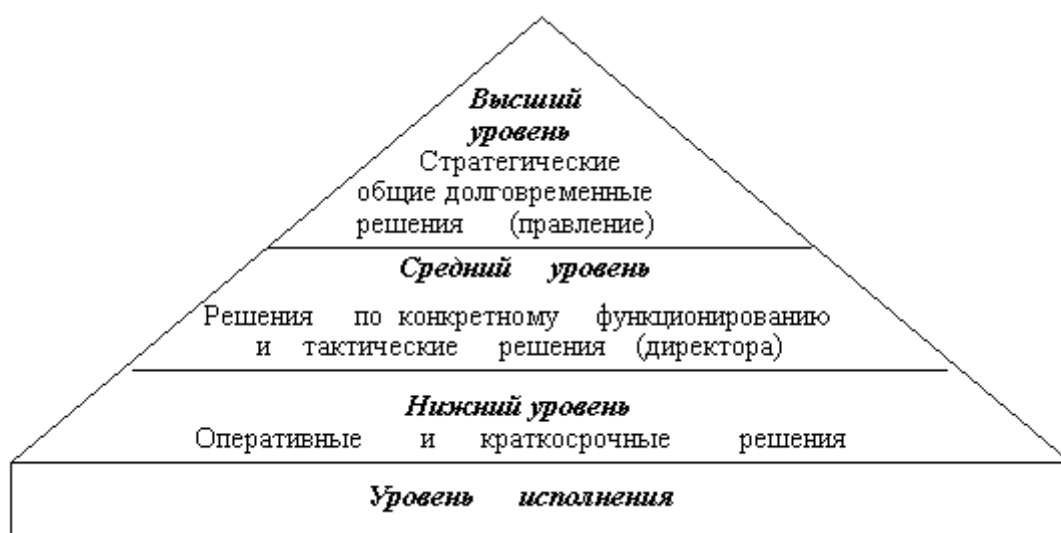 Высший
уровень
Стратегические
общие долговременные
решения (правление)
Средний уровень
Решения по конкретному функционированию
и тактические решения (директора)
Нижний уровень
Оперативные и краткосрочные решения
Уровень исполнения